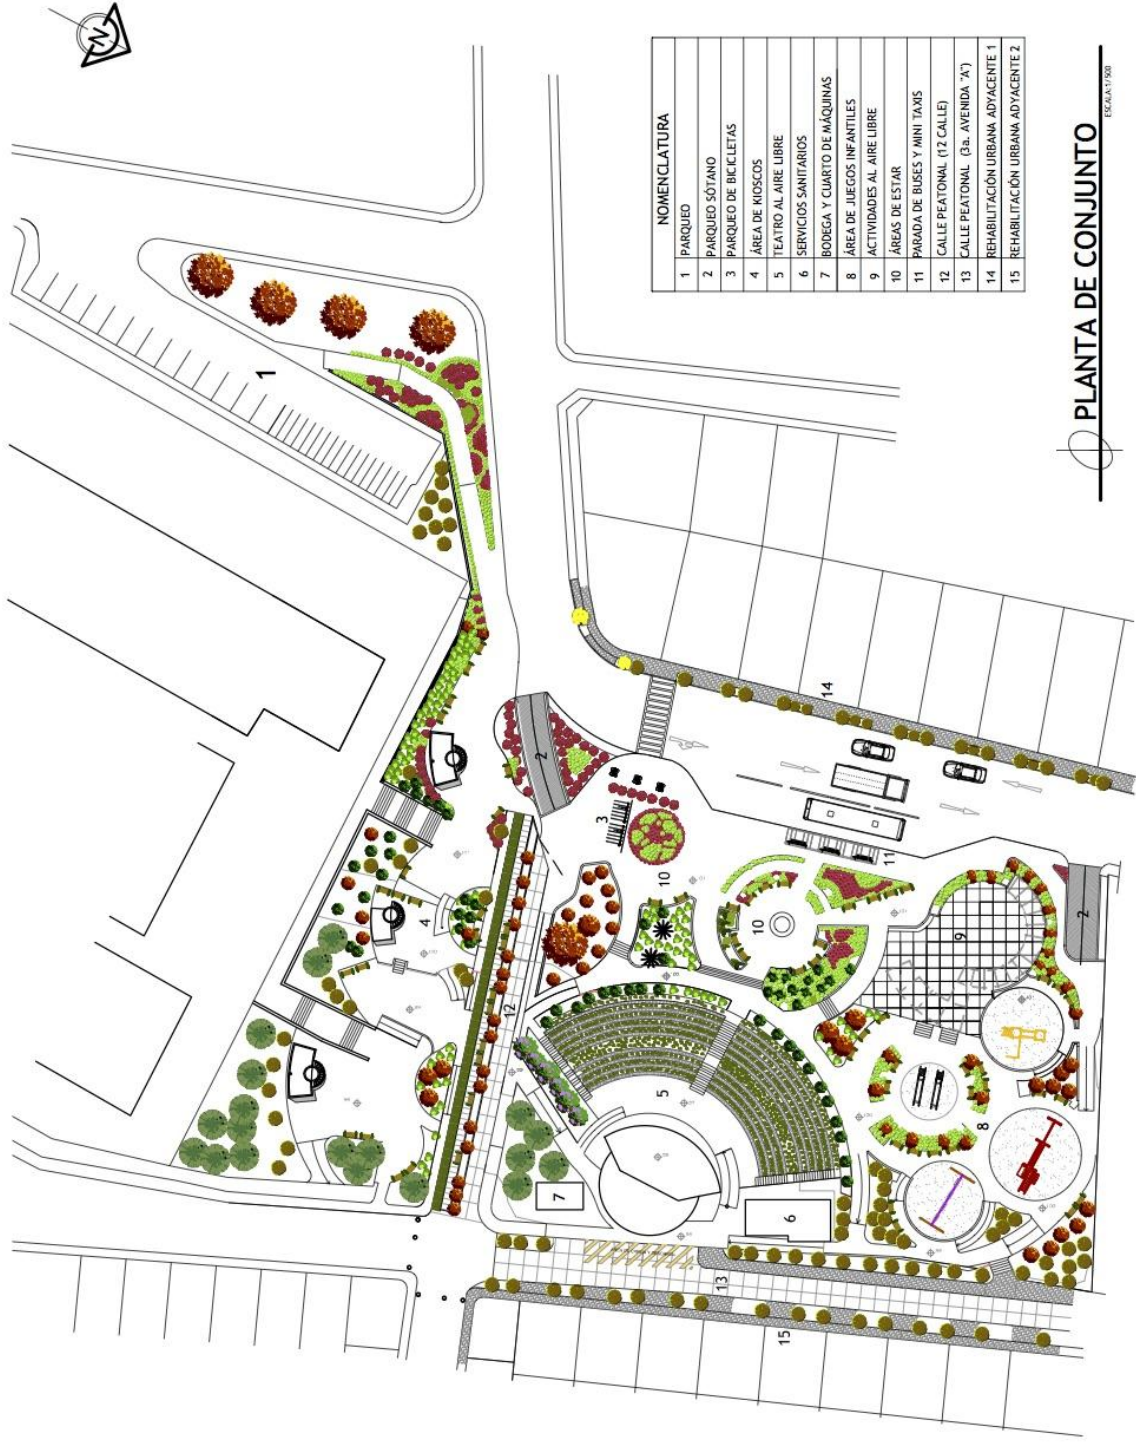 N
NOMENCLATURA
1 PARQUEO
2 PARQUEO SÓTANO
3 PARQUEO DE BICICLETAS
4 ÁREA DE KIOSCOS
5 TEATRO AL AIRE LIBRE
6 SERVICIOS SANITARIOS
7 BODEGA Y CUARTO DE MÁQUINAS
8 ÁREA DE JUEGOS INFANTILES
9 ACTIVIDADES AL AIRE LIBRE
10 ÁREAS DE ESTAR
11 PARADA DE BUSES Y MINI TAXIS
12 CALLE PEATONAL (12 CALLE)
13 CALLE PEATONAL (3a. AVENIDA "A")
14 REHABILITACIÓN URBANA ADYACENTE 1
15 REHABILITACIÓN URBANA ADYACENTE 2
PLANTA DE CONJUNTO
ESCALA:1/500
1
2
3
4
5
6
7
8
9
10
10
11
12
13
14
15
2